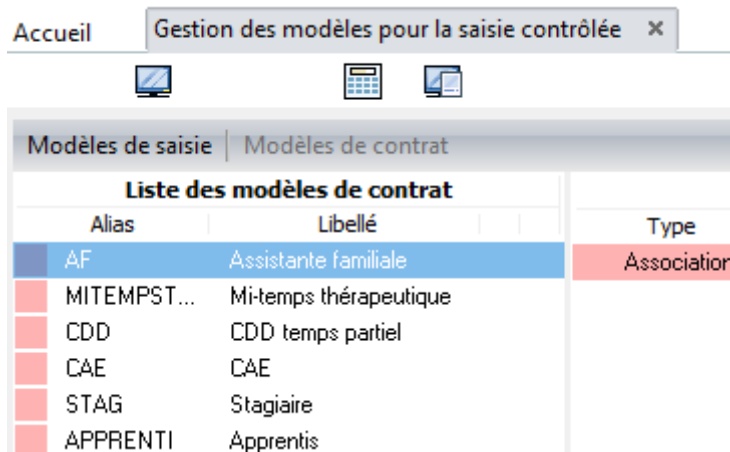 Accueil Gestion des modèles pour la saisie contrôlée ×
Modèles de saisie Modèles de contrat
Liste des modèles de contrat
Alias Libellé Type
AF Assistante familiale Association
MITEMPST... Mi-temps thérapeutique
CDD CDD temps partiel
CAE CAE
STAG Stagiaire
APPRENTI Apprentis